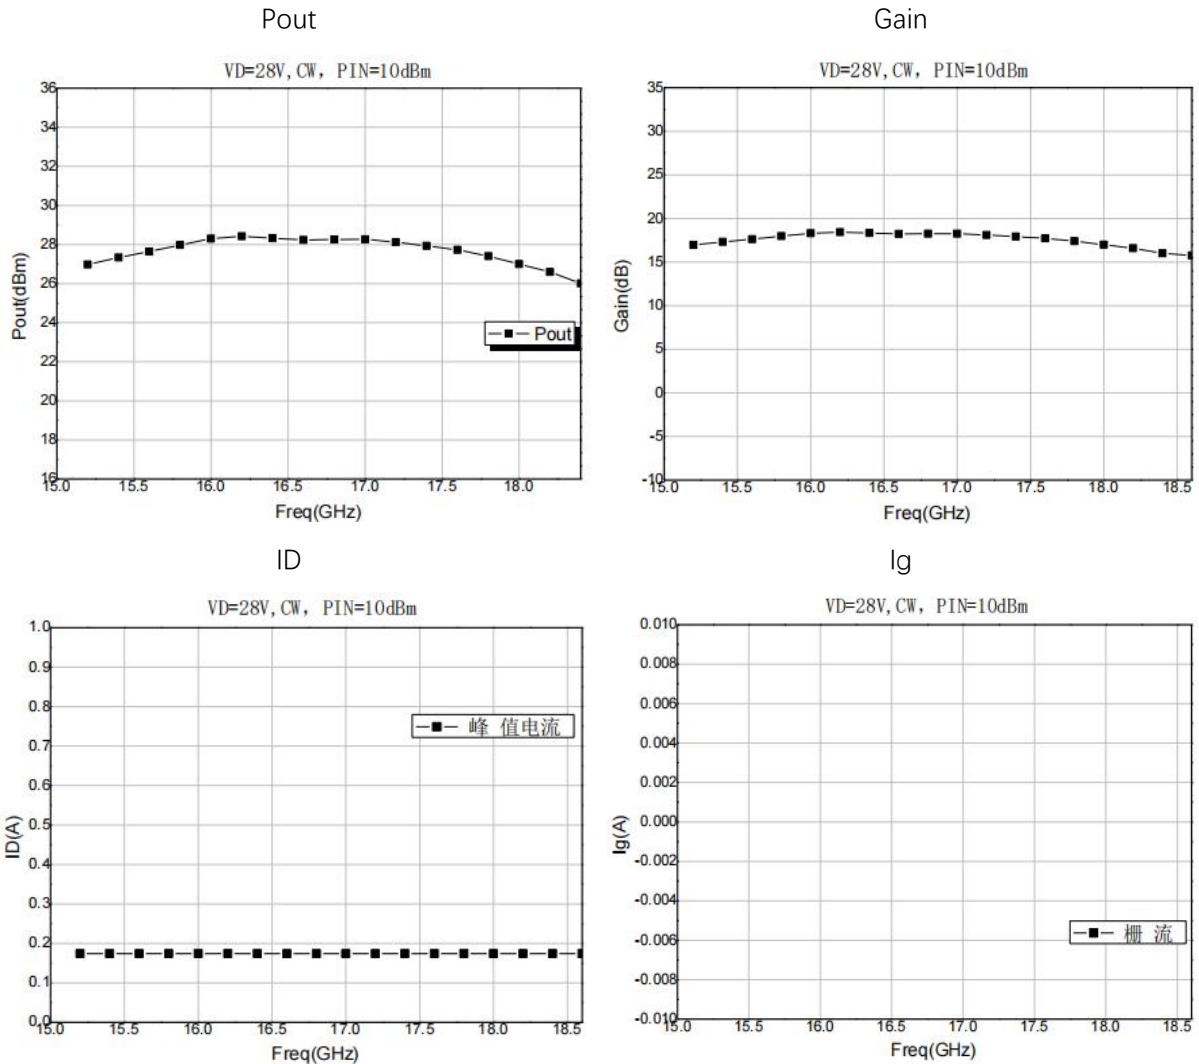 Pout
VD=28V,CW, PIN=10dBm
36
34
32
30
28
26
24
22
20
18
16
Pout(dBm)
Pout
15.0 15.5 16.0 16.5 17.0 17.5 18.0
Freq(GHz)
Gain
VD=28V,CW, PIN=10dBm
35
30
25
20
15
10
5
0
-5
-10
Gain(dB)
15.0 15.5 16.0 16.5 17.0 17.5 18.0 18.5
Freq(GHz)
ID
VD=28V,CW, PIN=10dBm
1.0
0.9
0.8
0.7
0.6
0.5
0.4
0.3
0.2
0.1
0.0
ID(A)
峰 值电流
15.0 15.5 16.0 16.5 17.0 17.5 18.0 18.5
Freq(GHz)
Ig
VD=28V,CW, PIN=10dBm
0.010
0.008
0.006
0.004
0.002
0.000
-0.002
-0.004
-0.006
-0.008
-0.010
Ig(A)
栅 流
15.0 15.5 16.0 16.5 17.0 17.5 18.0 18.5
Freq(GHz)